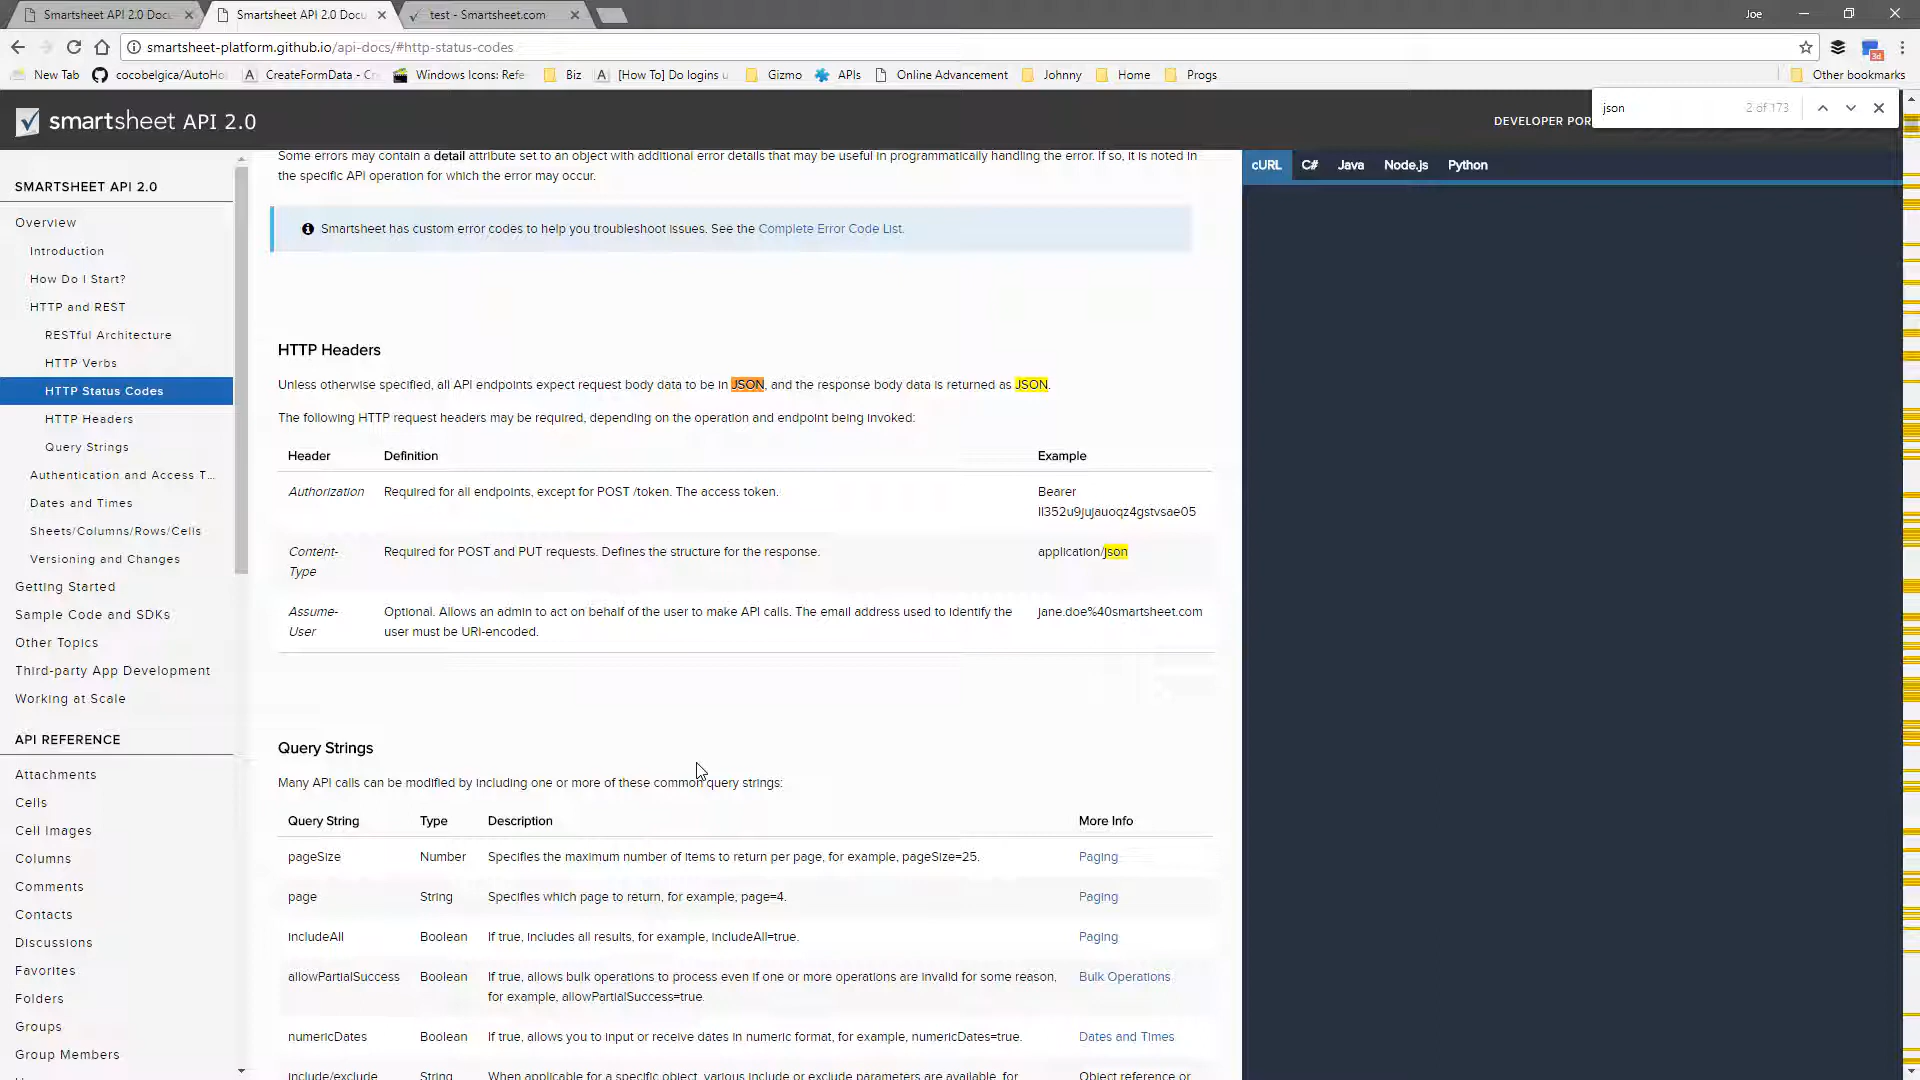 Smartsheet API 2.0 Docu
Smartsheet API 2.0 Docu
test - Smartsheet.com
Joe
smartsheet-platform.github.io/api-docs/#http-status-codes
New Tab
cocobelgica/AutoHo
CreateFormData - Cr
Windows Icons: Refe
Biz
[How To] Do logins u
Gizmo
APIs
Online Advancement
Johnny
Home
Progs
Other bookmarks
3d
json
2 of 173
smartsheet API 2.0
DEVELOPER POR
SMARTSHEET API 2.0
Overview
Introduction
How Do I Start?
HTTP and REST
RESTful Architecture
HTTP Verbs
HTTP Status Codes
HTTP Headers
Query Strings
Authentication and Access T...
Dates and Times
Sheets/Columns/Rows/Cells
Versioning and Changes
Getting Started
Sample Code and SDKs
Other Topics
Third-party App Development
Working at Scale
API REFERENCE
Attachments
Cells
Cell Images
Columns
Comments
Contacts
Discussions
Favorites
Folders
Groups
Group Members
Some errors may contain a detail attribute set to an object with additional error details that may be useful in programmatically handling the error. If so, it is noted in
the specific API operation for which the error may occur.
Smartsheet has custom error codes to help you troubleshoot issues. See the Complete Error Code List.
HTTP Headers
Unless otherwise specified, all API endpoints expect request body data to be in JSON, and the response body data is returned as JSON.
The following HTTP request headers may be required, depending on the operation and endpoint being invoked:
Header Definition Example
Authorization Required for all endpoints, except for POST /token. The access token. Bearer
ll352u9jujauoqz4gstvsae05
Content- Required for POST and PUT requests. Defines the structure for the response. application/json
Type
Assume- Optional. Allows an admin to act on behalf of the user to make API calls. The email address used to identify the jane.doe%40smartsheet.com
User user must be URI-encoded.
Query Strings
Many API calls can be modified by including one or more of these common query strings:
Query String Type Description More Info
pageSize Number Specifies the maximum number of items to return per page, for example, pageSize=25. Paging
page String Specifies which page to return, for example, page=4. Paging
includeAll Boolean If true, includes all results, for example, includeAll=true. Paging
allowPartialSuccess Boolean If true, allows bulk operations to process even if one or more operations are invalid for some reason, Bulk Operations
for example, allowPartialSuccess=true.
numericDates Boolean If true, allows you to input or receive dates in numeric format, for example, numericDates=true. Dates and Times
include/exclude String When applicable for a specific object, various include or exclude parameters are available, for Object reference or
cURL C# Java Node.js Python